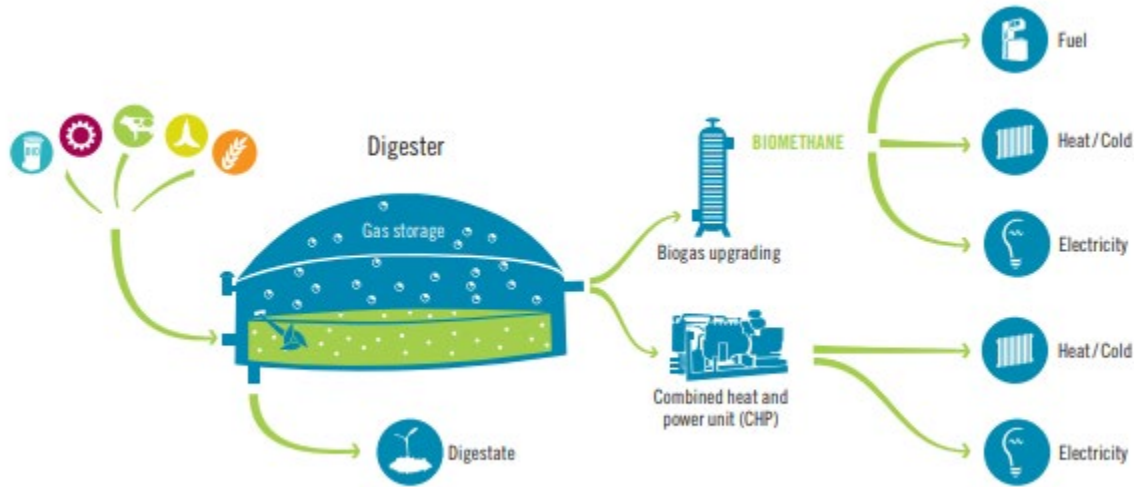 Fuel
BIO
Digester
BIOMETHANE
Heat/Cold
Gas storage
Biogas upgrading
Electricity
Heat/Cold
Combined heat and
power unit (CHP)
Digestate
Electricity